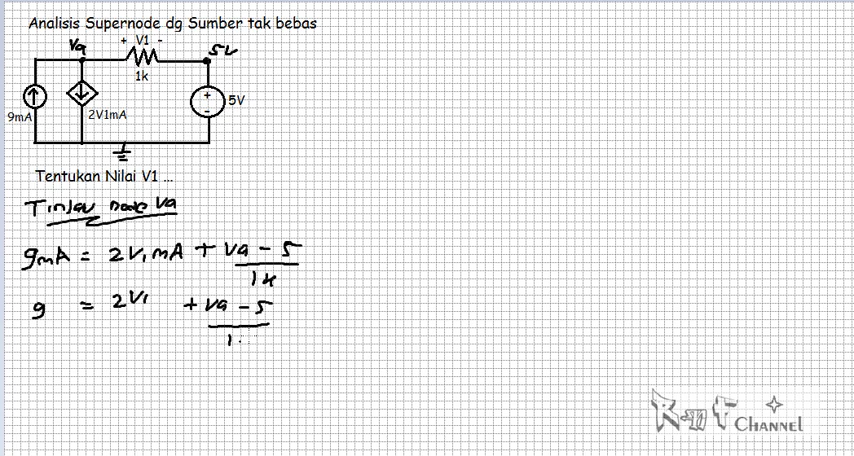 Analisis Supernode dg Sumber tak bebas
Va + V1 - 5V
1k
9mA 2V1mA + - 5V
Tentukan Nilai V1 ...
Tinjau node Va
9mA = 2V1mA + Va - 5
1k
9 = 2V1 + Va - 5
1
R-n F CHANNEL